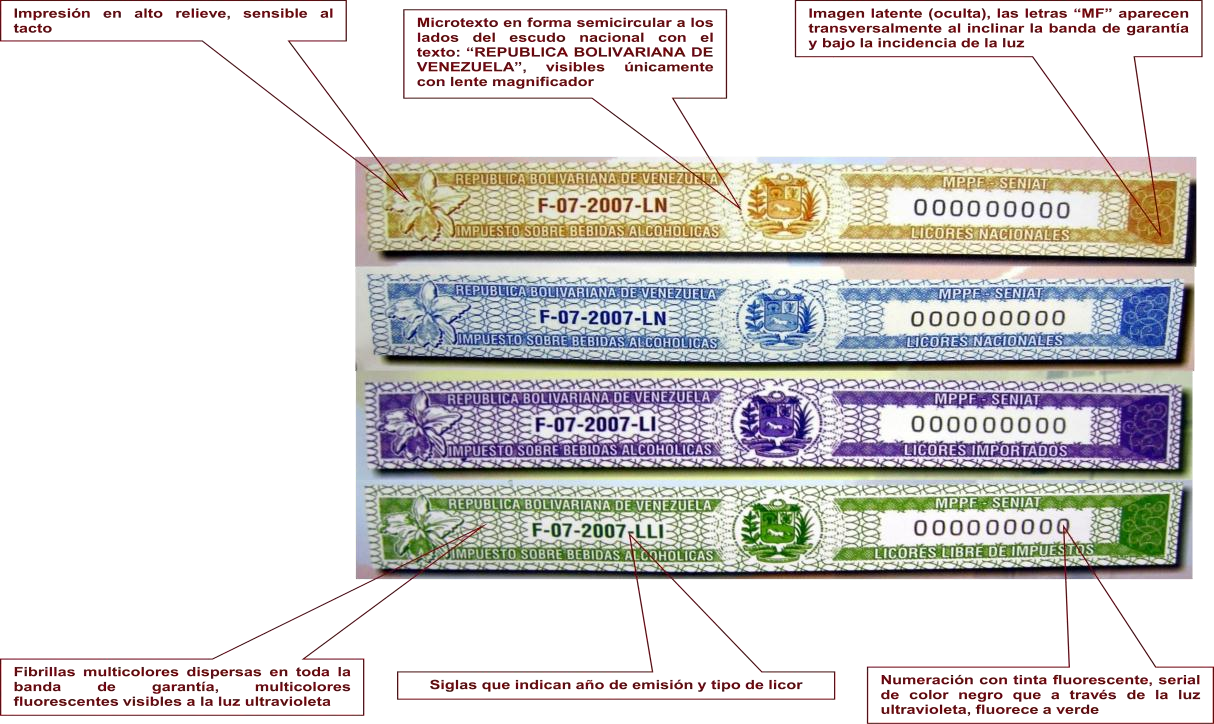 Impresión en alto relieve, sensible al
tacto
Microtexto en forma semicircular a los
lados del escudo nacional con el
texto: “REPUBLICA BOLIVARIANA DE
VENEZUELA”, visibles únicamente
con lente magnificador
Imagen latente (oculta), las letras “MF” aparecen
transversalmente al inclinar la banda de garantía
y bajo la incidencia de la luz
REPUBLICA BOLIVARIANA DE VENEZUELA
F-07-2007-LN
IMPUESTO SOBRE BEBIDAS ALCOHOLICAS
MPPF - SENIAT
000000000
LICORES NACIONALES
REPUBLICA BOLIVARIANA DE VENEZUELA
F-07-2007-LN
IMPUESTO SOBRE BEBIDAS ALCOHOLICAS
MPPF - SENIAT
000000000
LICORES NACIONALES
REPUBLICA BOLIVARIANA DE VENEZUELA
F-07-2007-LI
IMPUESTO SOBRE BEBIDAS ALCOHOLICAS
MPPF - SENIAT
000000000
LICORES IMPORTADOS
REPUBLICA BOLIVARIANA DE VENEZUELA
F-07-2007-LLI
IMPUESTO SOBRE BEBIDAS ALCOHOLICAS
MPPF - SENIAT
000000000
LICORES LIBRE DE IMPUESTOS
Fibrillas multicolores dispersas en toda la
banda de garantía, multicolores
fluorescentes visibles a la luz ultravioleta
Siglas que indican año de emisión y tipo de licor
Numeración con tinta fluorescente, serial
de color negro que a través de la luz
ultravioleta, fluorece a verde